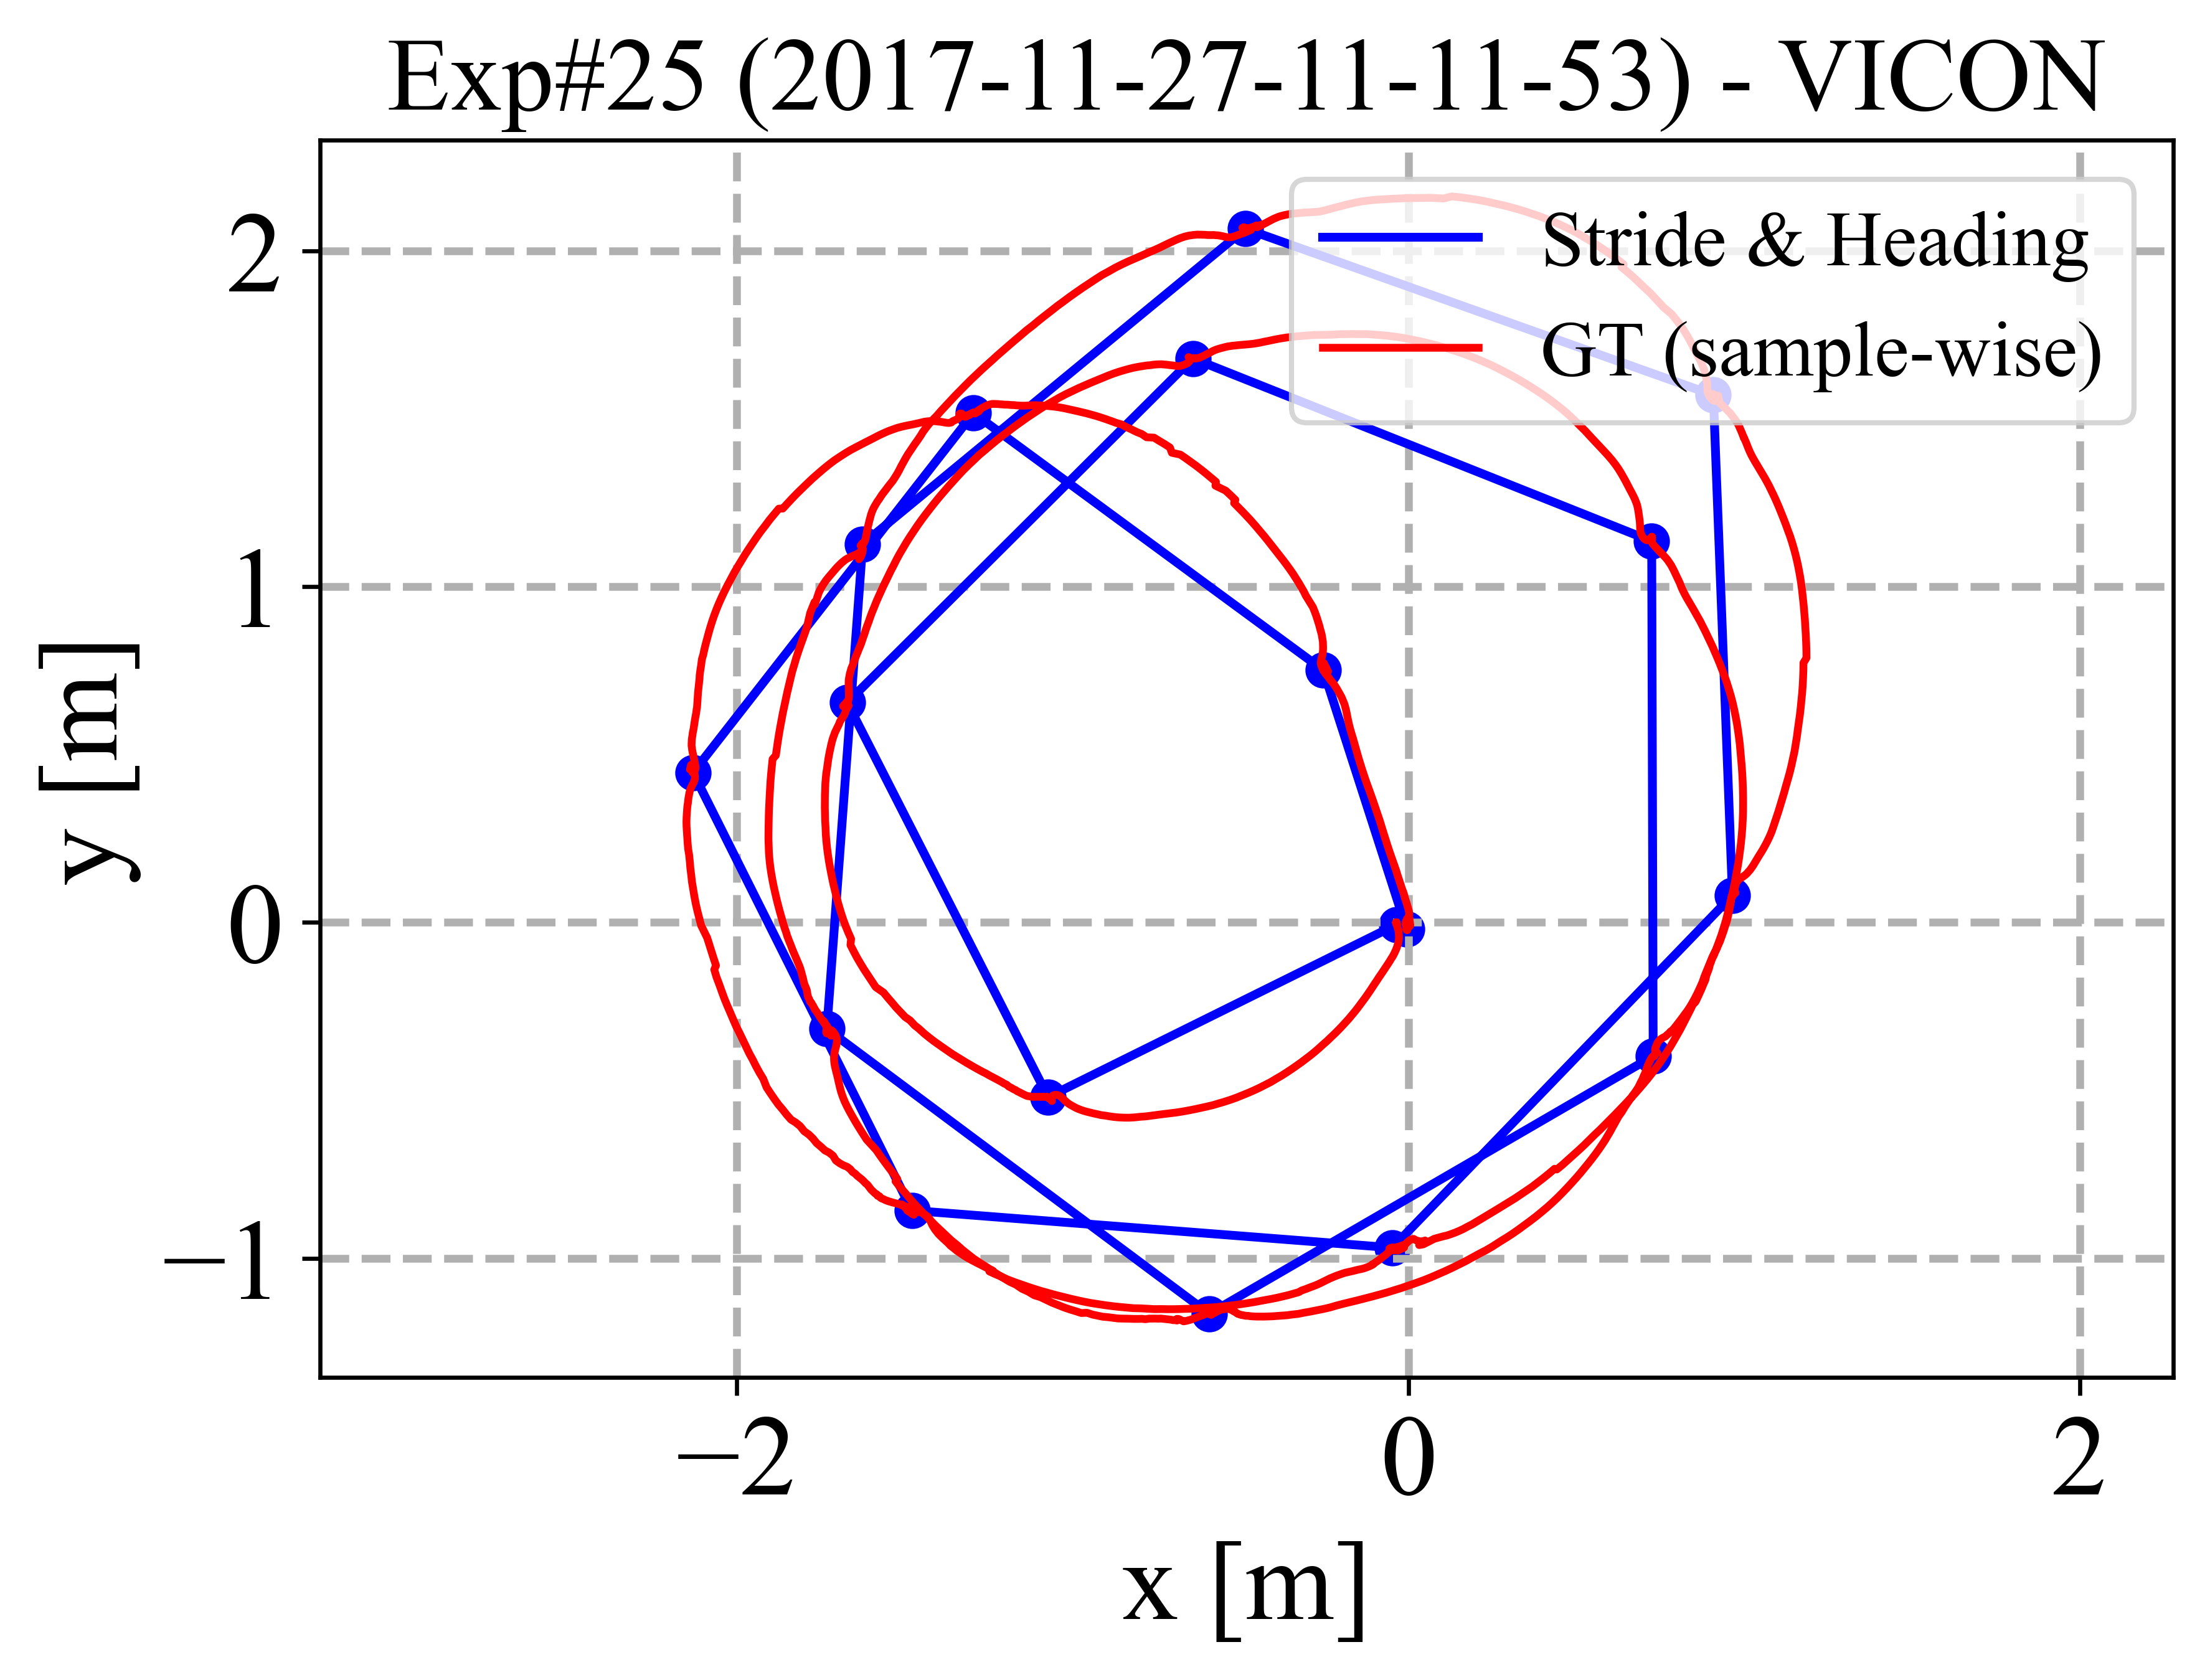 Exp#25 (2017-11-27-11-11-53) - VICON
Stride & Heading
GT (sample-wise)
2
1
0
−1
y [m]
−2
0
2
x [m]